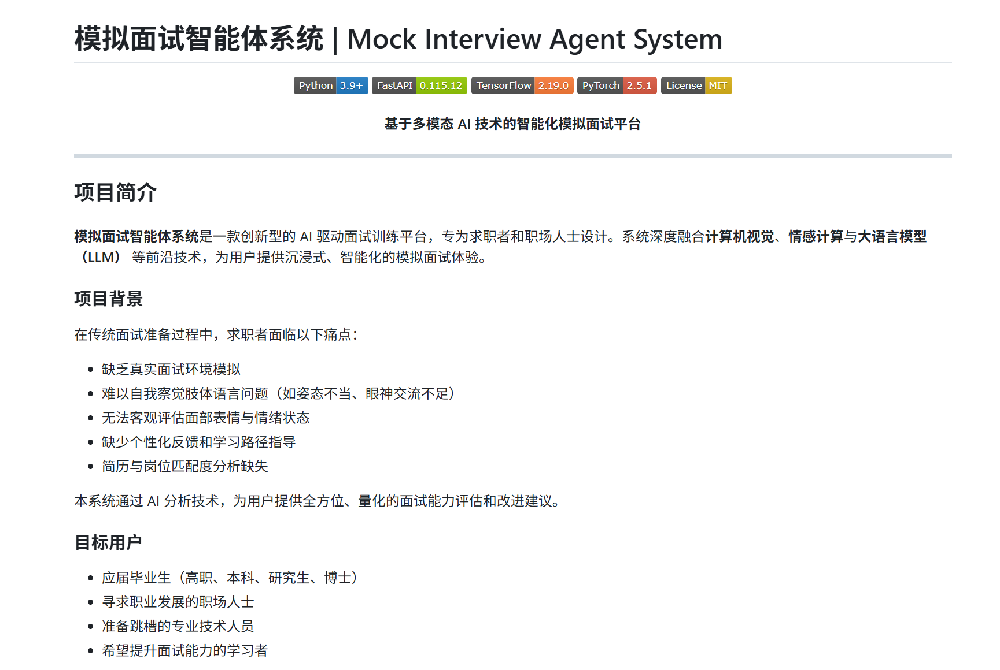 模拟面试智能体系统 | Mock Interview Agent System
Python 3.9+ FastAPI 0.115.12 TensorFlow 2.19.0 PyTorch 2.5.1 License MIT
基于多模态 AI 技术的智能化模拟面试平台
项目简介
模拟面试智能体系统是一款创新型的 AI 驱动面试训练平台，专为求职者和职场人士设计。系统深度融合计算机视觉、情感计算与大语言模型
（LLM） 等前沿技术，为用户提供沉浸式、智能化的模拟面试体验。
项目背景
在传统面试准备过程中，求职者面临以下痛点：
• 缺乏真实面试环境模拟
• 难以自我察觉肢体语言问题（如姿态不当、眼神交流不足）
• 无法客观评估面部表情与情绪状态
• 缺少个性化反馈和学习路径指导
• 简历与岗位匹配度分析缺失
本系统通过 AI 分析技术，为用户提供全方位、量化的面试能力评估和改进建议。
目标用户
• 应届毕业生（高职、本科、研究生、博士）
• 寻求职业发展的职场人士
• 准备跳槽的专业技术人员
• 希望提升面试能力的学习者